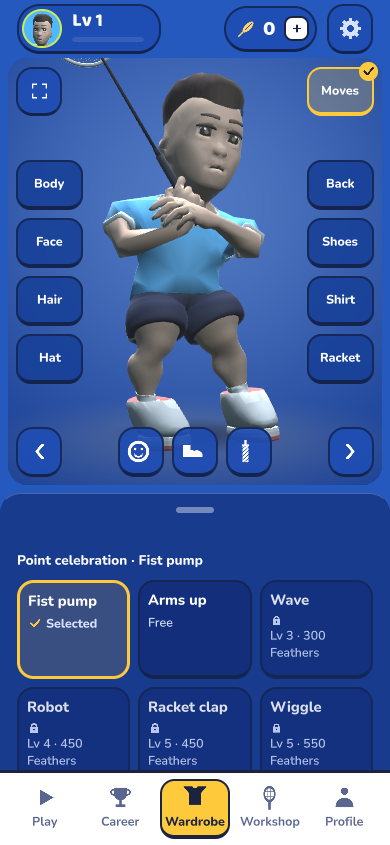 Lv 1
0
+
Moves
Body
Back
Face
Shoes
Hair
Shirt
Hat
Racket
Point celebration · Fist pump
Fist pump
Selected
Arms up
Free
Wave
Lv 3 · 300
Feathers
Robot
Lv 4 · 450
Feathers
Racket clap
Lv 5 · 450
Feathers
Wiggle
Lv 5 · 550
Feathers
Play
Career
Wardrobe
Workshop
Profile